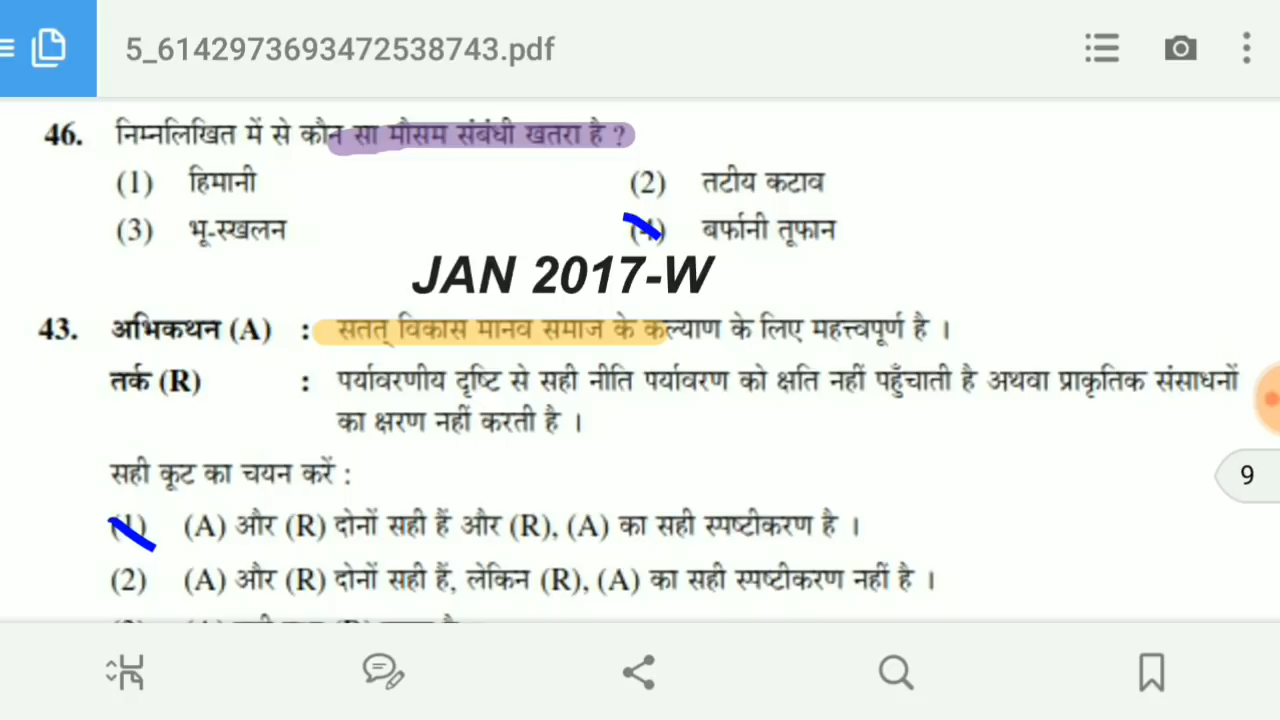 5_6142973693472538743.pdf
46. निम्नलिखित में से कौन सा मौसम संबंधी खतरा है ?
(1) हिमानी (2) तटीय कटाव
(3) भू-स्खलन (4) बर्फानी तूफान
JAN 2017-W
43. अभिकथन (A) : सतत् विकास मानव समाज के कल्याण के लिए महत्त्वपूर्ण है ।
तर्क (R) : पर्यावरणीय दृष्टि से सही नीति पर्यावरण को क्षति नहीं पहुँचाती है अथवा प्राकृतिक संसाधनों
का क्षरण नहीं करती है ।
9
सही कूट का चयन करें :
(1) (A) और (R) दोनों सही हैं और (R), (A) का सही स्पष्टीकरण है ।
(2) (A) और (R) दोनों सही हैं, लेकिन (R), (A) का सही स्पष्टीकरण नहीं है ।